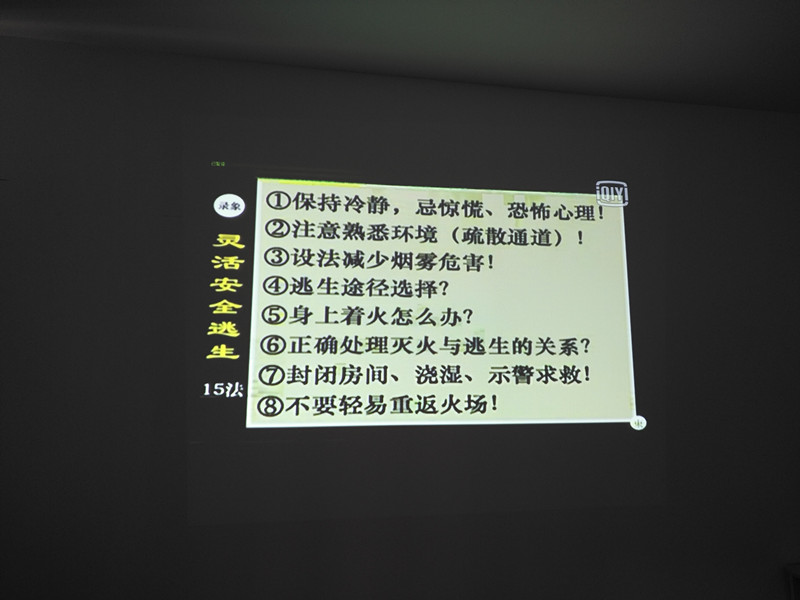 录象
灵活安全逃生
15法
QIYI
①保持冷静，忌惊慌、恐怖心理！
②注意熟悉环境（疏散通道）！
③设法减少烟雾危害！
④逃生途径选择？
⑤身上着火怎么办？
⑥正确处理灭火与逃生的关系？
⑦封闭房间、浇湿、示警求救！
⑧不要轻易重返火场！